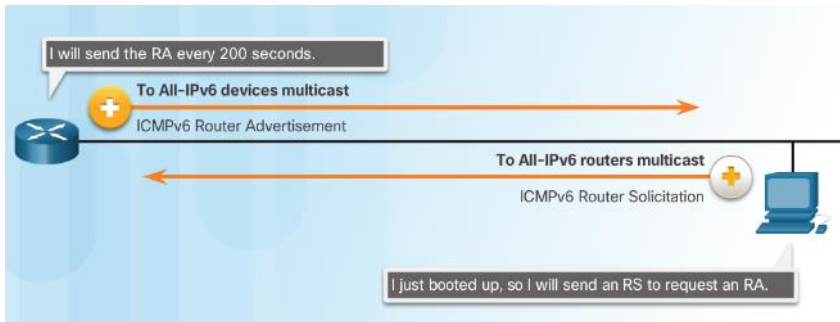 I will send the RA every 200 seconds.
To All-IPv6 devices multicast
ICMPv6 Router Advertisement
To All-IPv6 routers multicast
ICMPv6 Router Solicitation
I just booted up, so I will send an RS to request an RA.